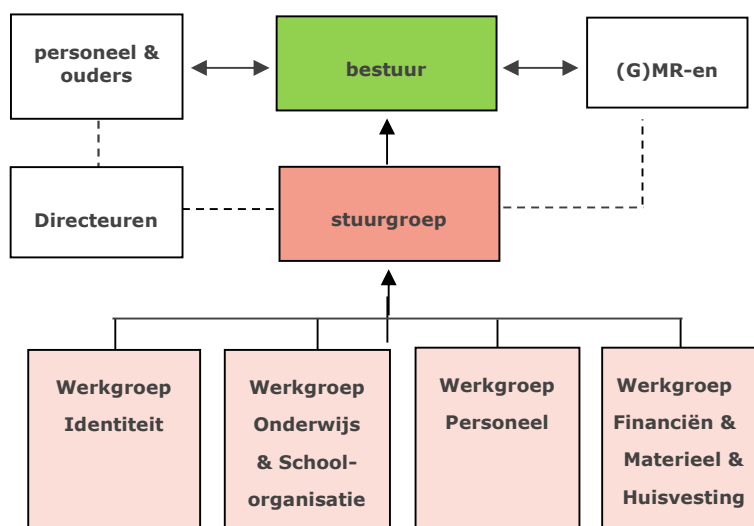 personeel &
ouders
bestuur
(G)MR-en
Directeuren
stuurgroep
Werkgroep
Identiteit
Werkgroep
Onderwijs
& School-
organisatie
Werkgroep
Personeel
Werkgroep
Financiën &
Materieel &
Huisvesting